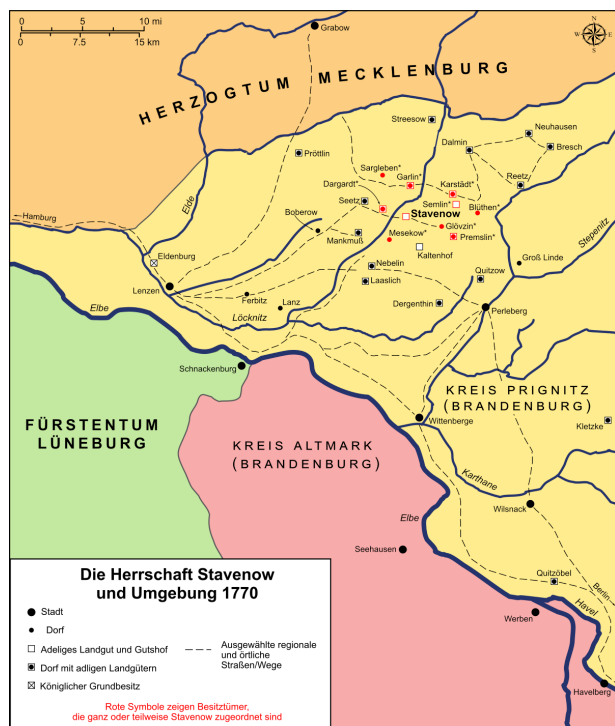 0 5 10 mi
0 7.5 15 km
N
W E
S
Grabow
HERZOGTUM MECKLENBURG
Streesow
Neuhausen
Dalmin
Bresch
Pröttlin
Sargleben*
Garlin*
Karstädt*
Reetz
Dargardt*
Semlin*
Blüthen*
Seetz
Stavenow
Elde
Hamburg
Boberow
Mankmuß
Mesekow*
Glövzin*
Premslin*
Stepenitz
Kaltenhof
Eldenburg
Nebelin
Quitzow
Groß Linde
Lenzen
Laaslich
Ferbitz
Lanz
Dergenthin
Perleberg
Elbe
Löcknitz
Schnackenburg
KREIS PRIGNITZ
(BRANDENBURG)
FÜRSTENTUM
LÜNEBURG
Wittenberge
Kletzke
KREIS ALTMARK
(BRANDENBURG)
Karthane
Wilsnack
Elbe
Seehausen
Quitzöbel
Berlin
Havel
Werben
Havelberg
Die Herrschaft Stavenow
und Umgebung 1770
Stadt
Dorf
Adeliges Landgut und Gutshof
Dorf mit adligen Landgütern
Königlicher Grundbesitz
Ausgewählte regionale
und örtliche
Straßen/Wege
Rote Symbole zeigen Besitztümer,
die ganz oder teilweise Stavenow zugeordnet sind